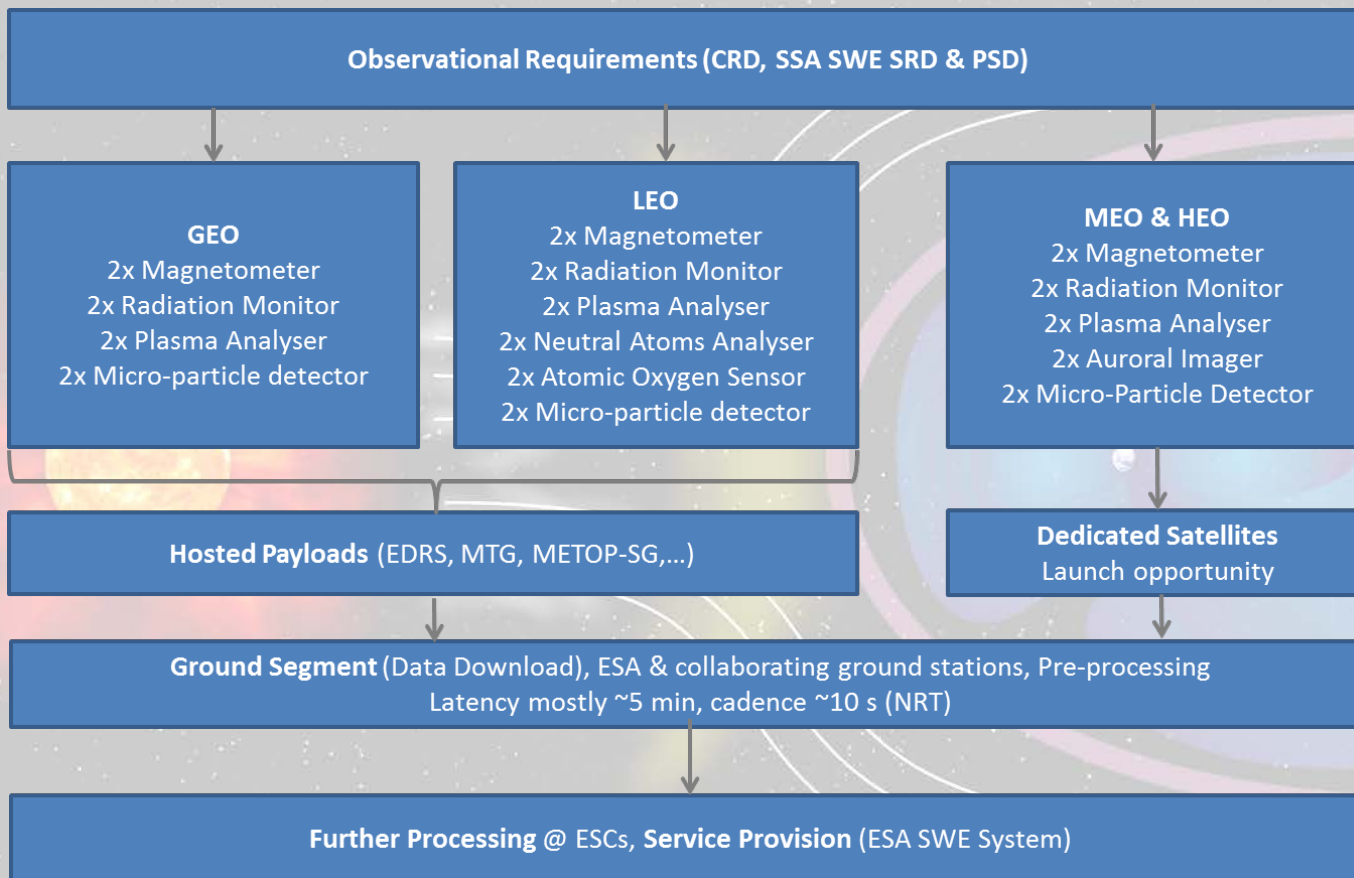 Observational Requirements (CRD, SSA SWE SRD & PSD)
GEO
2x Magnetometer
2x Radiation Monitor
2x Plasma Analyser
2x Micro-particle detector
LEO
2x Magnetometer
2x Radiation Monitor
2x Plasma Analyser
2x Neutral Atoms Analyser
2x Atomic Oxygen Sensor
2x Micro-particle detector
MEO & HEO
2x Magnetometer
2x Radiation Monitor
2x Plasma Analyser
2x Auroral Imager
2x Micro-Particle Detector
Hosted Payloads (EDRS, MTG, METOP-SG,...)
Dedicated Satellites
Launch opportunity
Ground Segment (Data Download), ESA & collaborating ground stations, Pre-processing
Latency mostly ~5 min, cadence ~10 s (NRT)
Further Processing @ ESCs, Service Provision (ESA SWE System)